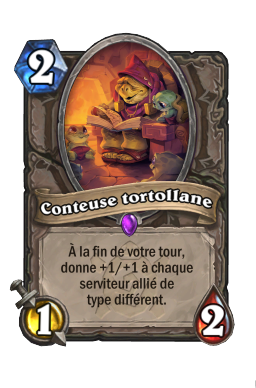 2
Conteuse tortollane
À la fin de votre tour,
donne +1/+1 à chaque
serviteur allié de
type différent.
1
2